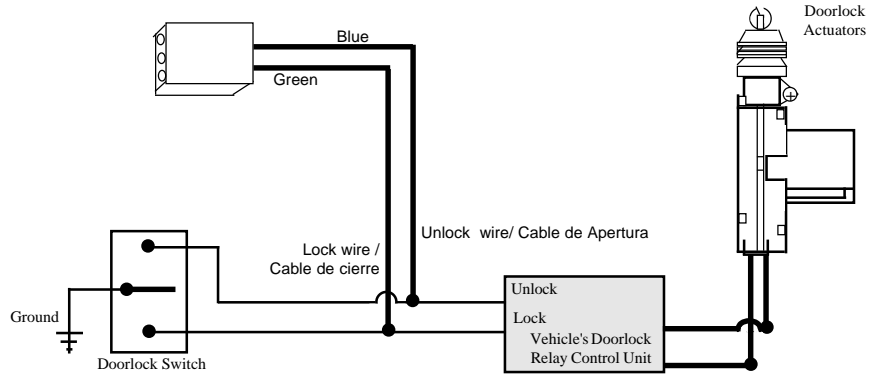 Doorlock
Actuators
Blue
Green
Unlock wire/ Cable de Apertura
Lock wire /
Cable de cierre
Unlock
Ground
Lock
Vehicle's Doorlock
Relay Control Unit
Doorlock Switch